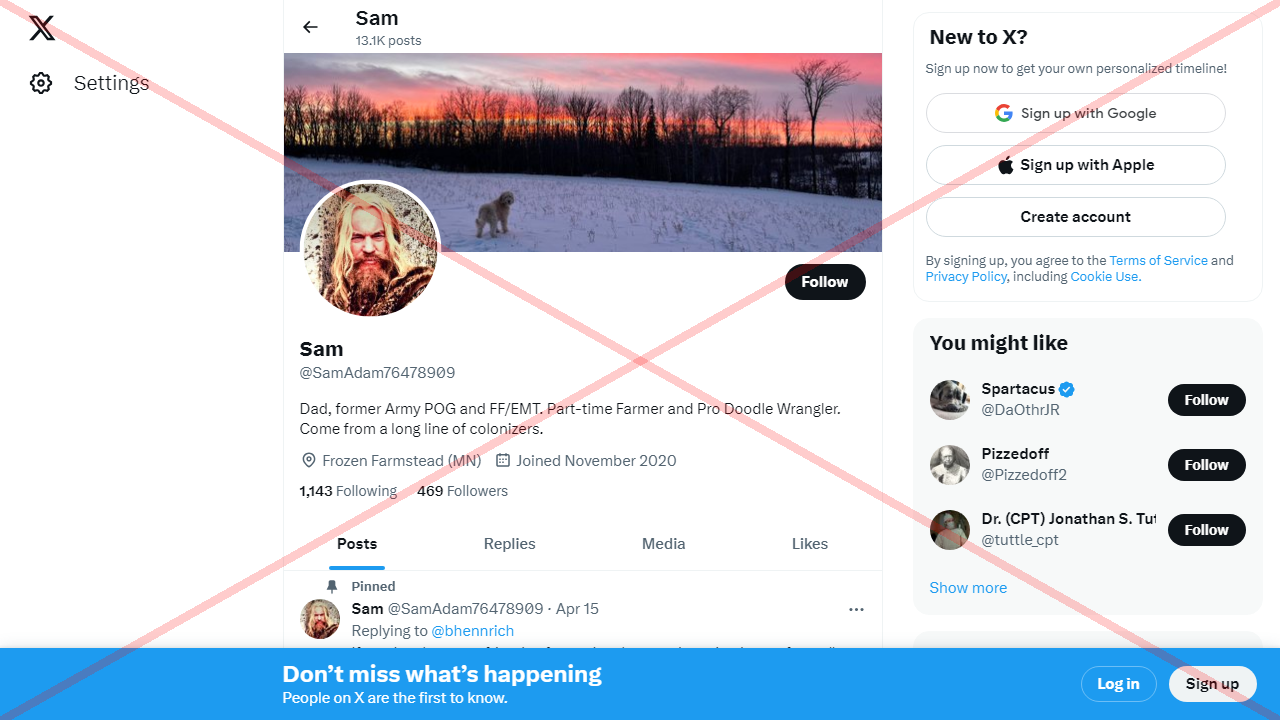 Settings
Sam
13.1K posts
Follow
Sam
@SamAdam76478909
Dad, former Army POG and FF/EMT. Part-time Farmer and Pro Doodle Wrangler.
Come from a long line of colonizers.
Frozen Farmstead (MN) Joined November 2020
1,143 Following 469 Followers
Posts Replies Media Likes
Pinned
Sam @SamAdam76478909 · Apr 15
Replying to @bhennrich
New to X?
Sign up now to get your own personalized timeline!
Sign up with Google
Sign up with Apple
Create account
By signing up, you agree to the Terms of Service and
Privacy Policy, including Cookie Use.
You might like
Spartacus
@DaOthrJR
Follow
Pizzedoff
@Pizzedoff2
Follow
Dr. (CPT) Jonathan S. Tut
@tuttle_cpt
Follow
Show more
Don’t miss what’s happening
People on X are the first to know.
Log in
Sign up